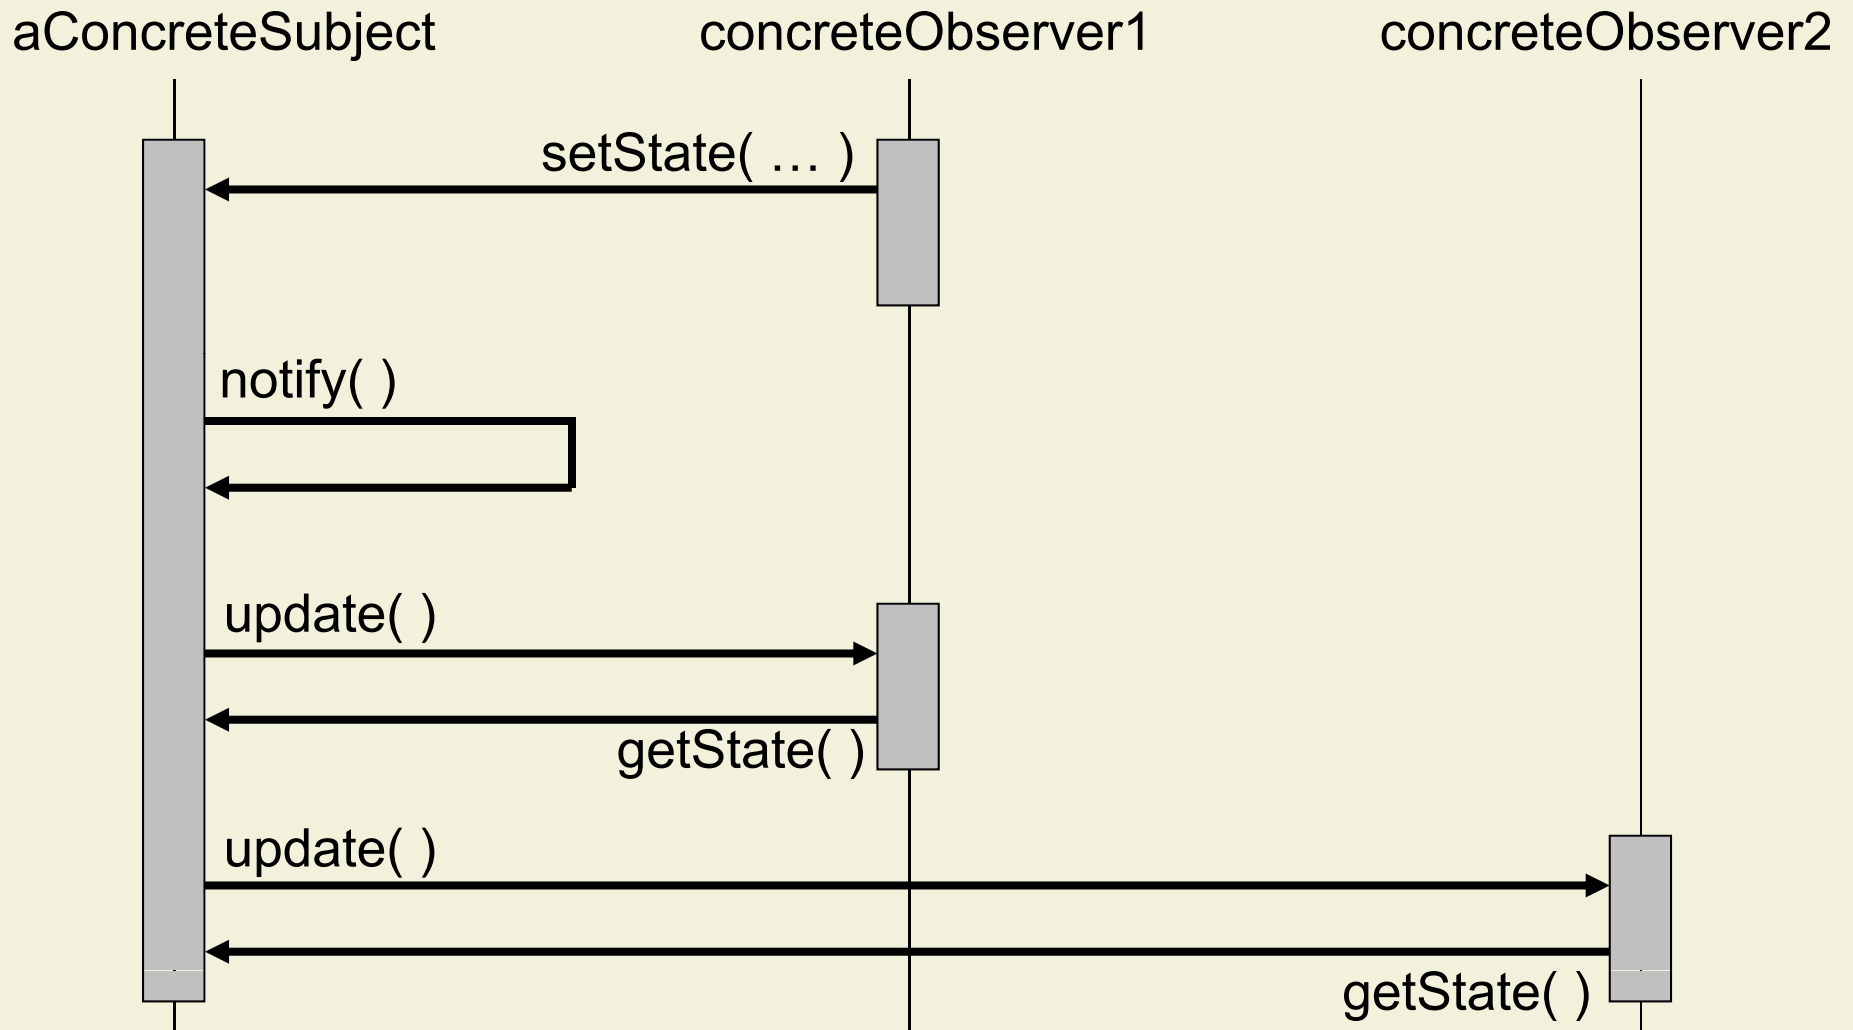 aConcreteSubject
concreteObserver1
concreteObserver2
setState( … )
notify( )
update( )
getState( )
update( )
getState( )